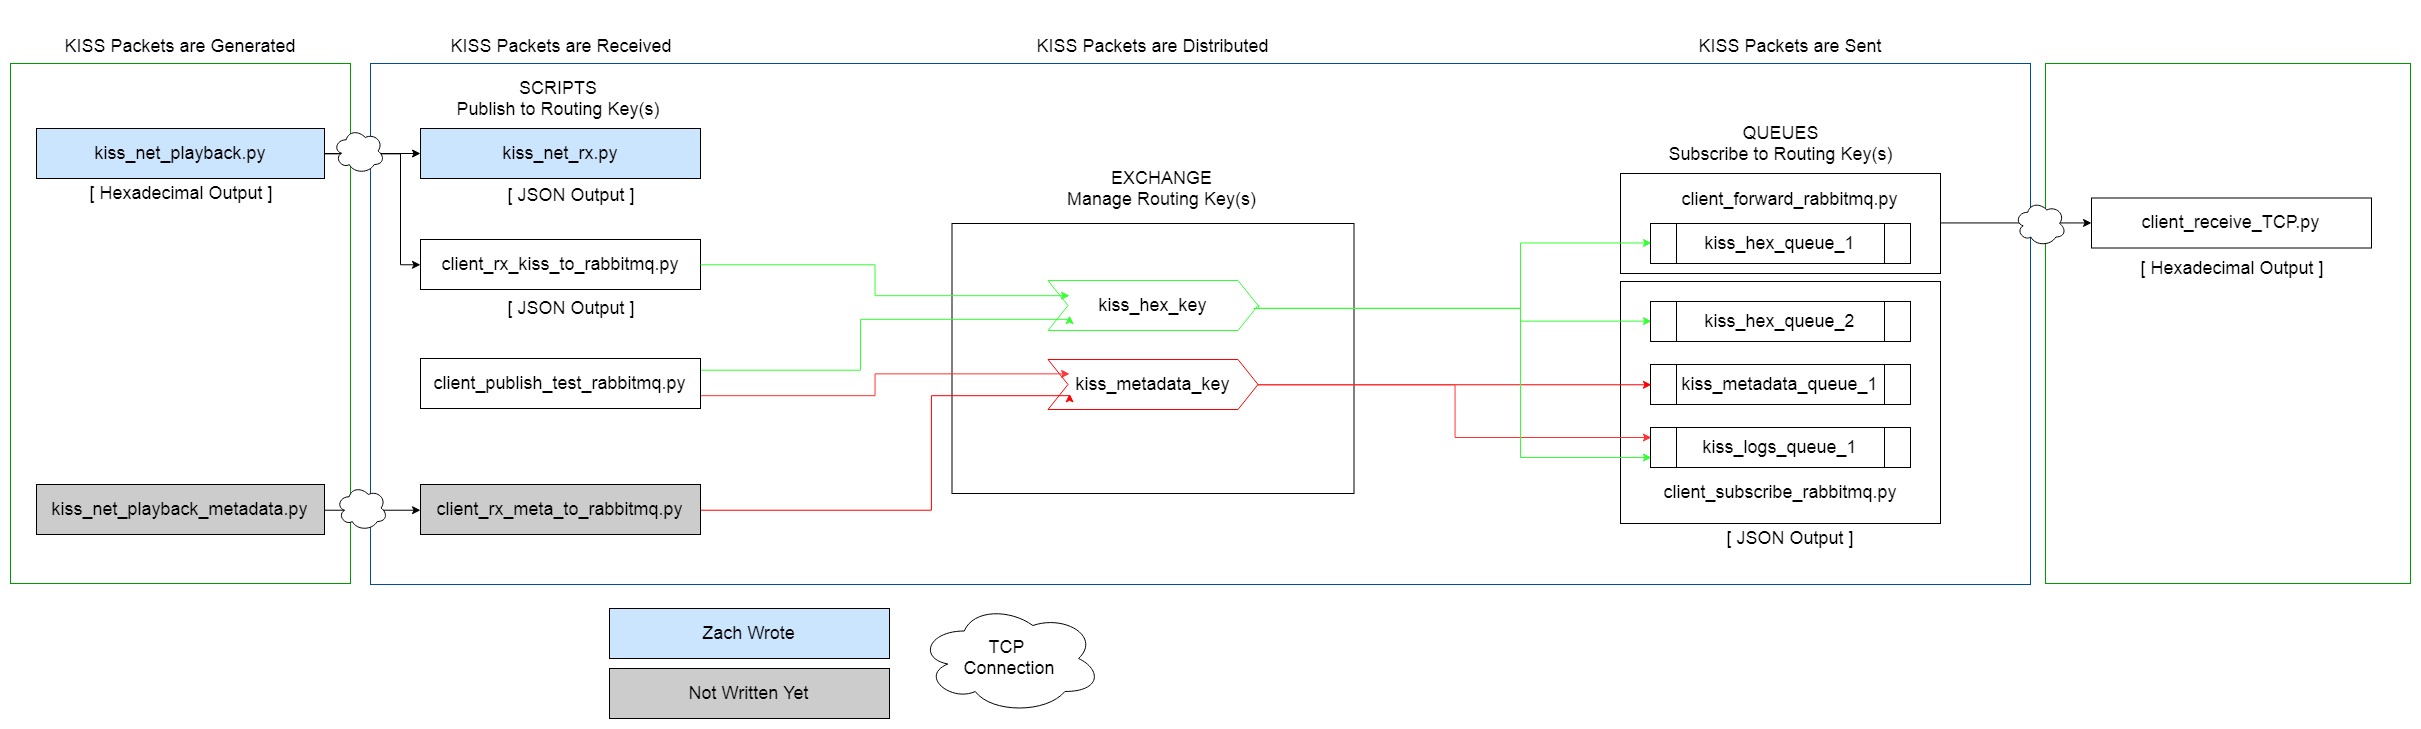 KISS Packets are Generated
KISS Packets are Received
KISS Packets are Distributed
KISS Packets are Sent
kiss_net_playback.py
[ Hexadecimal Output ]
kiss_net_playback_metadata.py
SCRIPTS
Publish to Routing Key(s)
kiss_net_rx.py
[ JSON Output ]
client_rx_kiss_to_rabbitmq.py
[ JSON Output ]
client_publish_test_rabbitmq.py
client_rx_meta_to_rabbitmq.py
EXCHANGE
Manage Routing Key(s)
kiss_hex_key
kiss_metadata_key
QUEUES
Subscribe to Routing Key(s)
client_forward_rabbitmq.py
kiss_hex_queue_1
kiss_hex_queue_2
kiss_metadata_queue_1
kiss_logs_queue_1
client_subscribe_rabbitmq.py
[ JSON Output ]
client_receive_TCP.py
[ Hexadecimal Output ]
Zach Wrote
Not Written Yet
TCP
Connection